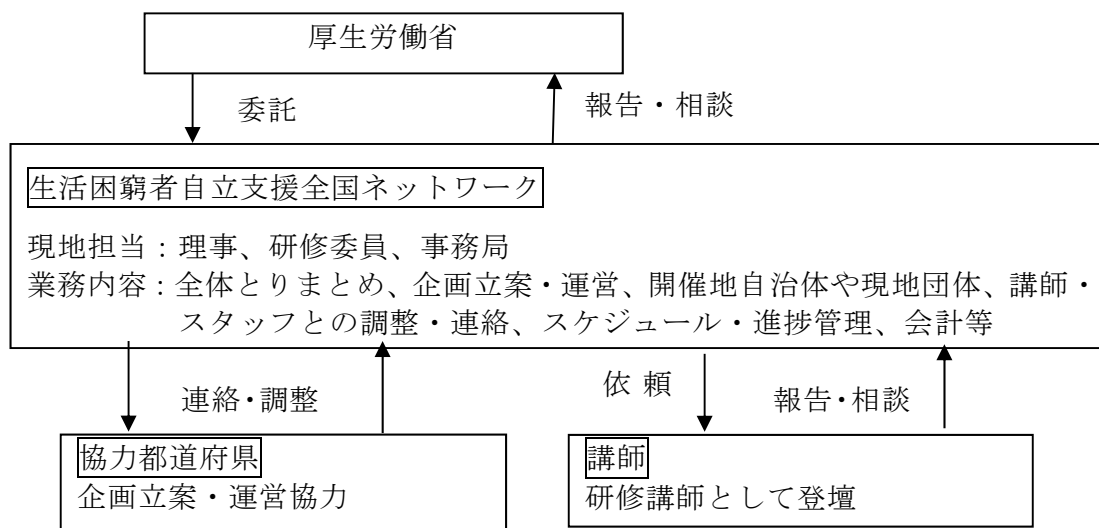 厚生労働省
委託
報告・相談
生活困窮者自立支援全国ネットワーク
現地担当：理事、研修委員、事務局
業務内容：全体とりまとめ、企画立案・運営、開催地自治体や現地団体、講師・
スタッフとの調整・連絡、スケジュール・進捗管理、会計等
連絡・調整
依 頼
報告・相談
協力都道府県
企画立案・運営協力
講師
研修講師として登壇